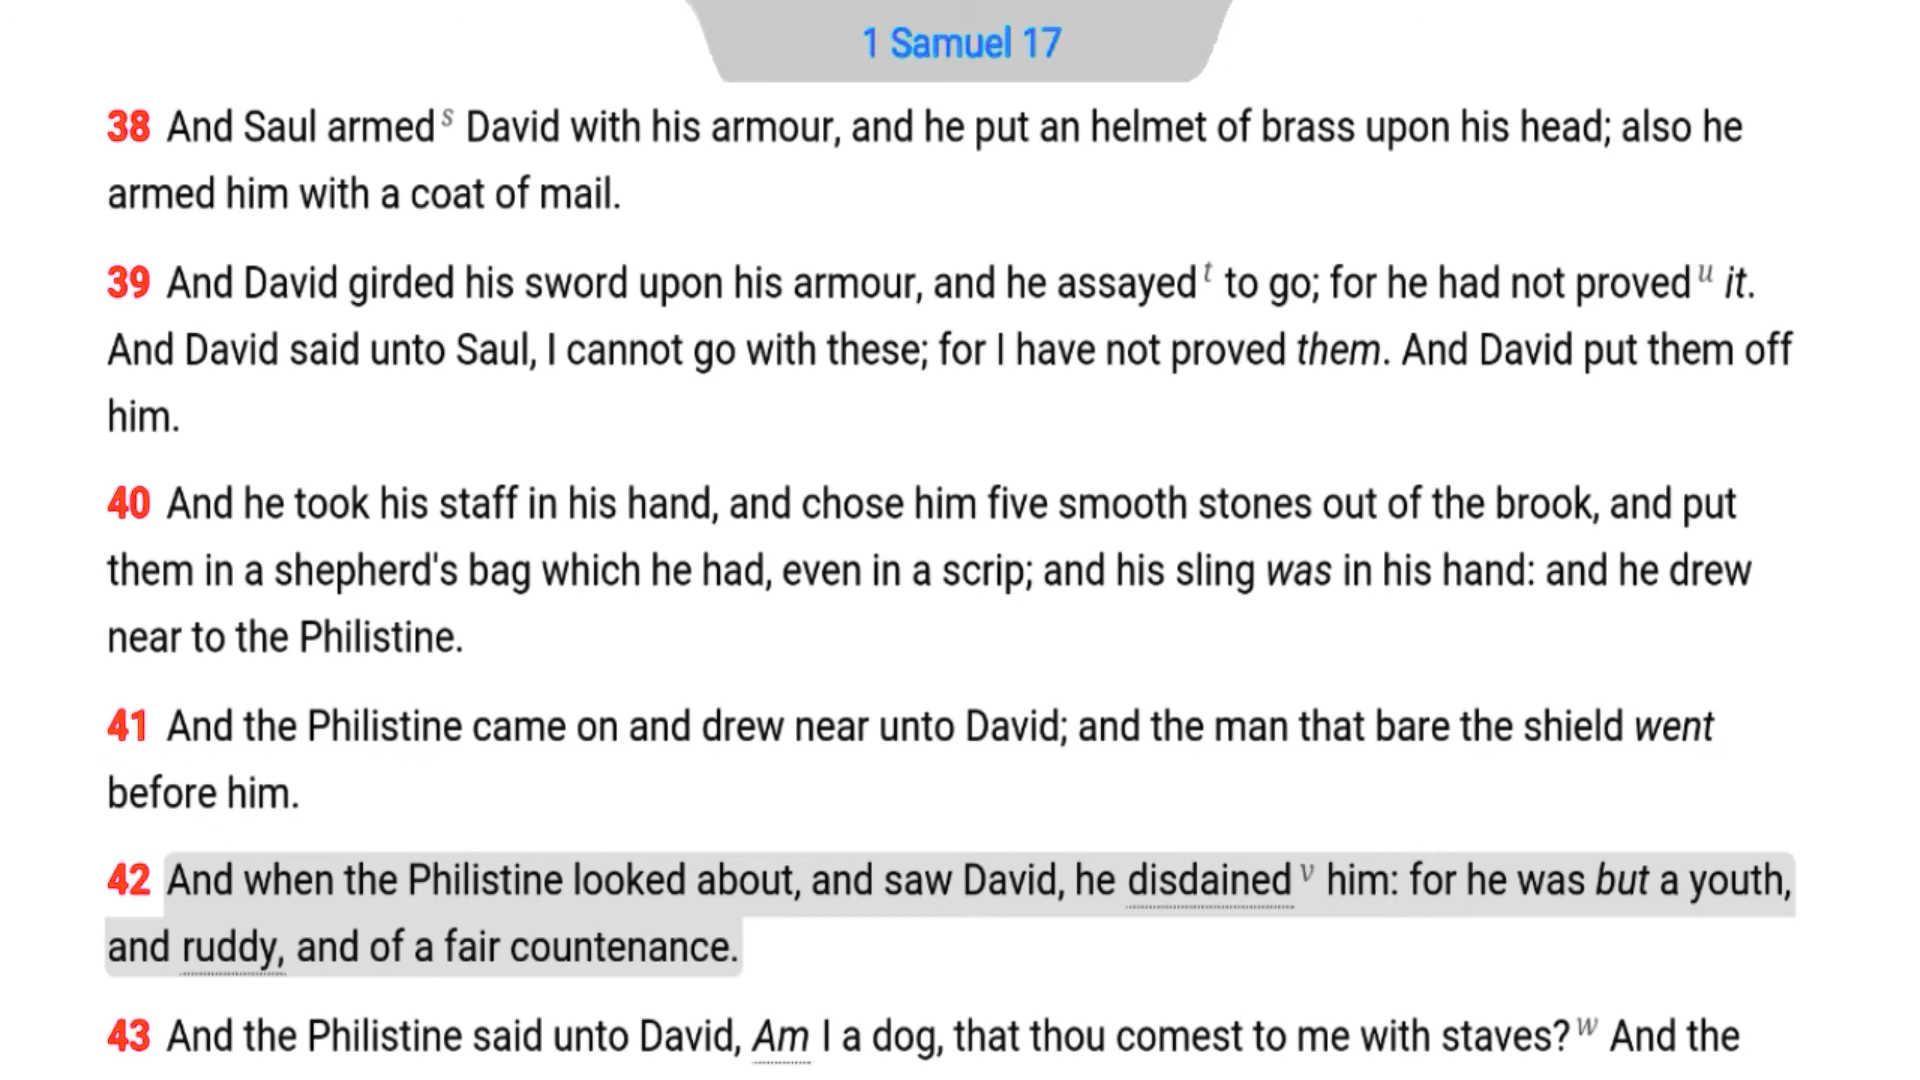 1 Samuel 17
38 And Saul armed s David with his armour, and he put an helmet of brass upon his head; also he
armed him with a coat of mail.
39 And David girded his sword upon his armour, and he assayed t to go; for he had not proved u it.
And David said unto Saul, I cannot go with these; for I have not proved them. And David put them off
him.
40 And he took his staff in his hand, and chose him five smooth stones out of the brook, and put
them in a shepherd's bag which he had, even in a scrip; and his sling was in his hand: and he drew
near to the Philistine.
41 And the Philistine came on and drew near unto David; and the man that bare the shield went
before him.
42 And when the Philistine looked about, and saw David, he disdained v him: for he was but a youth,
and ruddy, and of a fair countenance.
43 And the Philistine said unto David, Am I a dog, that thou comest to me with staves? w And the